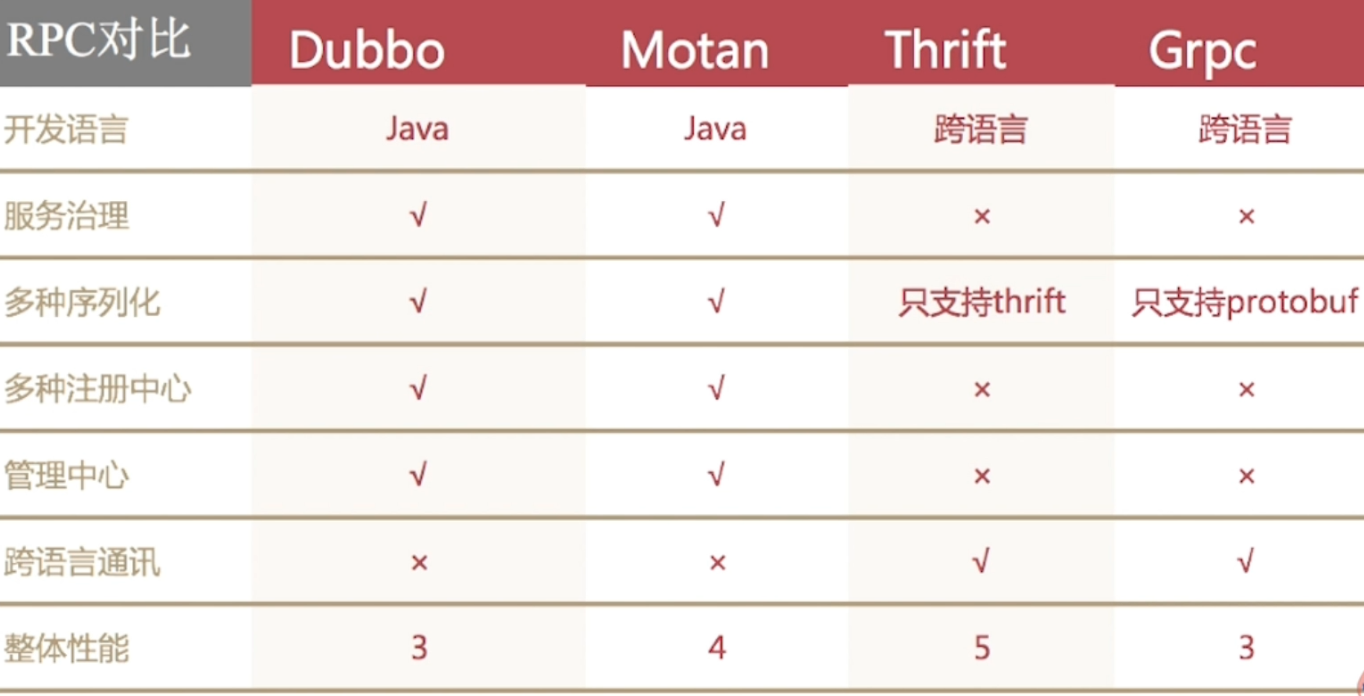 RPC对比 Dubbo Motan Thrift Grpc
开发语言 Java Java 跨语言 跨语言
服务治理 √ √ × ×
多种序列化 √ √ 只支持thrift 只支持protobuf
多种注册中心 √ √ × ×
管理中心 √ √ × ×
跨语言通讯 × × √ √
整体性能 3 4 5 3